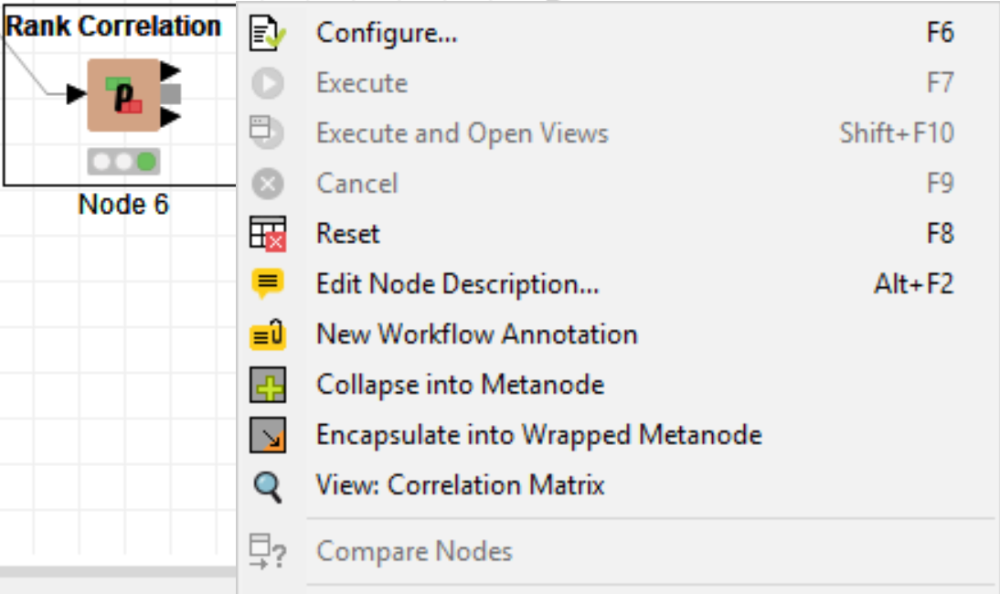 Rank Correlation
ρ
Node 6
Configure... F6
Execute F7
Execute and Open Views Shift+F10
Cancel F9
Reset F8
Edit Node Description... Alt+F2
New Workflow Annotation
Collapse into Metanode
Encapsulate into Wrapped Metanode
View: Correlation Matrix
Compare Nodes